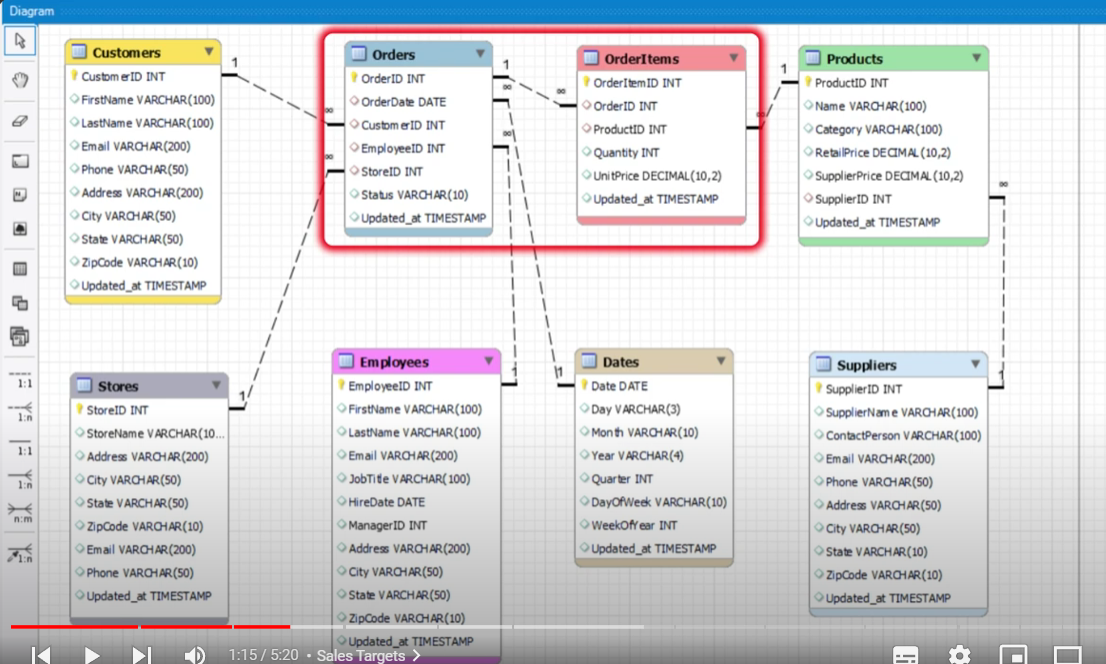 Diagram
Customers
CustomerID INT
FirstName VARCHAR(100)
LastName VARCHAR(100)
Email VARCHAR(200)
Phone VARCHAR(50)
Address VARCHAR(200)
City VARCHAR(50)
State VARCHAR(50)
ZipCode VARCHAR(10)
Updated_at TIMESTAMP
1
∞
Orders
OrderID INT
OrderDate DATE
CustomerID INT
EmployeeID INT
StoreID INT
Status VARCHAR(10)
Updated_at TIMESTAMP
∞
1
∞
∞
∞
OrderItems
OrderItemID INT
OrderID INT
ProductID INT
Quantity INT
UnitPrice DECIMAL(10,2)
Updated_at TIMESTAMP
∞
1
Products
ProductID INT
Name VARCHAR(100)
Category VARCHAR(100)
RetailPrice DECIMAL(10,2)
SupplierPrice DECIMAL(10,2)
SupplierID INT
Updated_at TIMESTAMP
∞
Stores
StoreID INT
StoreName VARCHAR(10...
Address VARCHAR(200)
City VARCHAR(50)
State VARCHAR(50)
ZipCode VARCHAR(10)
Email VARCHAR(200)
Phone VARCHAR(50)
Updated_at TIMESTAMP
1
Employees
EmployeeID INT
FirstName VARCHAR(100)
LastName VARCHAR(100)
Email VARCHAR(200)
JobTitle VARCHAR(100)
HireDate DATE
ManagerID INT
Address VARCHAR(200)
City VARCHAR(50)
State VARCHAR(50)
ZipCode VARCHAR(10)
Updated_at TIMESTAMP
1
1
Dates
Date DATE
Day VARCHAR(3)
Month VARCHAR(10)
Year VARCHAR(4)
Quarter INT
DayOfWeek VARCHAR(10)
WeekOfYear INT
Updated_at TIMESTAMP
Suppliers
SupplierID INT
SupplierName VARCHAR(100)
ContactPerson VARCHAR(100)
Email VARCHAR(200)
Phone VARCHAR(50)
Address VARCHAR(50)
City VARCHAR(50)
State VARCHAR(10)
ZipCode VARCHAR(10)
Updated_at TIMESTAMP
1
1:1
1:n
1:1
1:n
n:m
1:n
1:15 / 5:20 • Sales Targets >